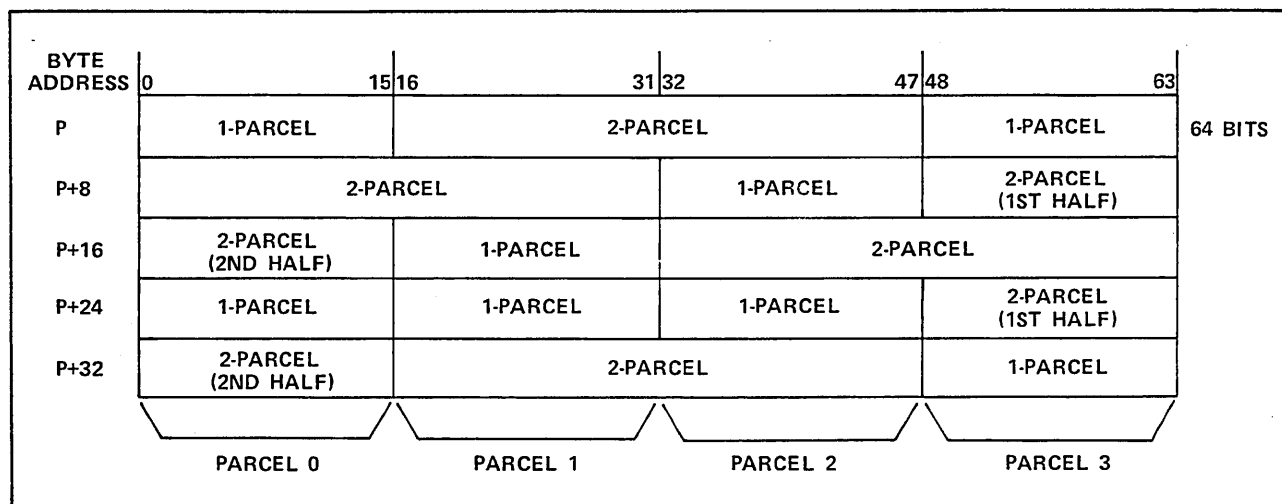 BYTE
ADDRESS 0 15 16 31 32 47 48 63
P 1-PARCEL 2-PARCEL 1-PARCEL 64 BITS
P+8 2-PARCEL 1-PARCEL 2-PARCEL
(1ST HALF)
P+16 2-PARCEL
(2ND HALF) 1-PARCEL 2-PARCEL
P+24 1-PARCEL 1-PARCEL 1-PARCEL 2-PARCEL
(1ST HALF)
P+32 2-PARCEL
(2ND HALF) 2-PARCEL 1-PARCEL
PARCEL 0 PARCEL 1 PARCEL 2 PARCEL 3